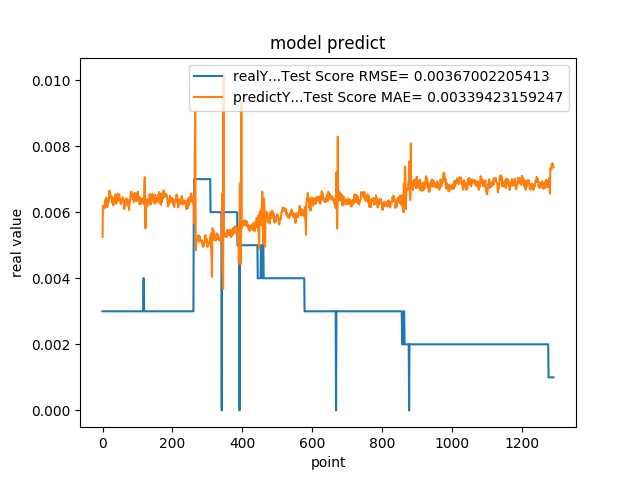 model predict
realY...Test Score RMSE= 0.00367002205413
predictY...Test Score MAE= 0.00339423159247
real value
0.010
0.008
0.006
0.004
0.002
0.000
0 200 400 600 800 1000 1200
point